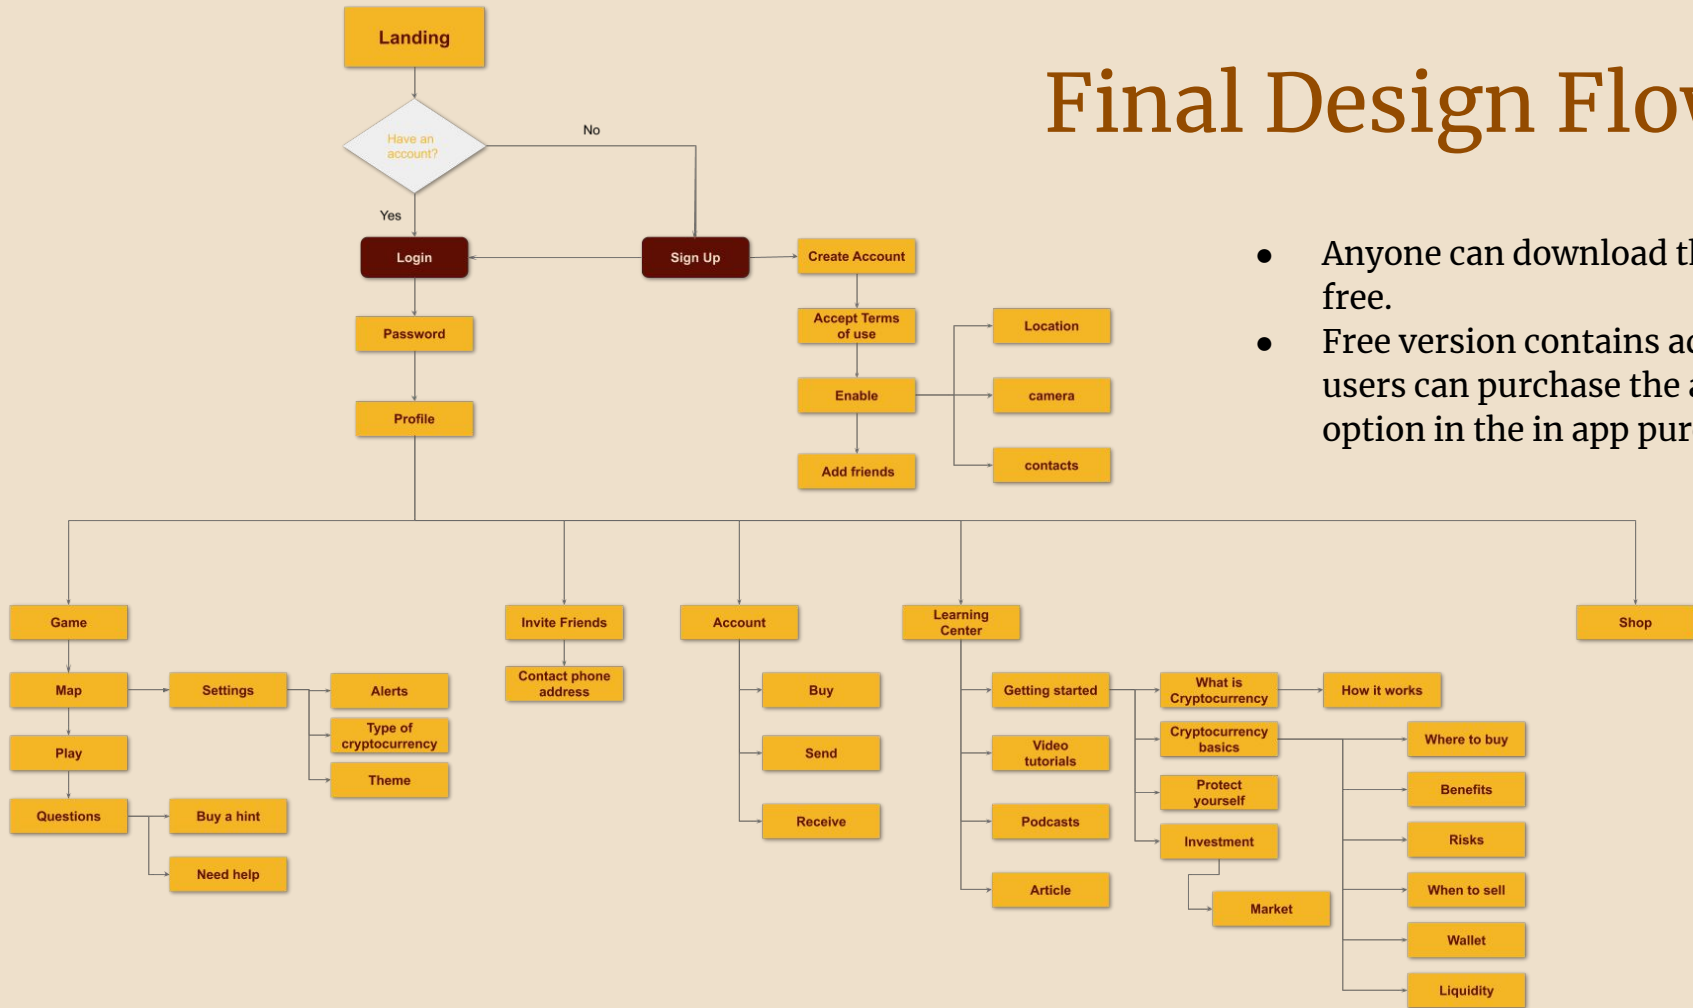 Landing
Final Design
Have an
account?
No
Yes
Login
Sign Up
Create Account
Anyone can download
free.
Free version contains
users can purchase the
option in the in app
Password
Accept Terms
of use
Location
Profile
Enable
camera
Add friends
contacts
Game
Invite Friends
Account
Learning
Center
Shop
Map
Settings
Alerts
Contact phone
address
Buy
Getting started
What is
Cryptocurrency
How it works
Play
Type of
cryptocurrency
Send
Video
tutorials
Cryptocurrency
basics
Where to buy
Theme
Protect
yourself
Benefits
Questions
Buy a hint
Receive
Podcasts
Investment
Risks
Need help
Article
When to sell
Market
Wallet
Liquidity